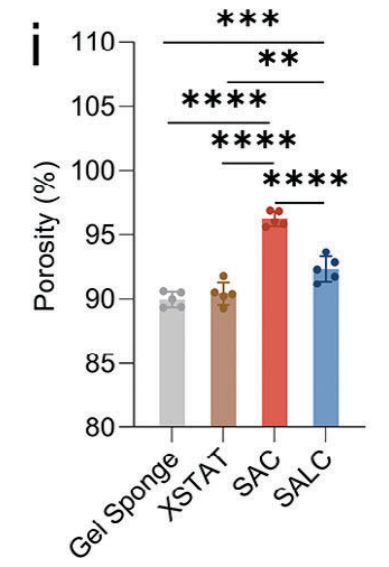 i
***
**
****
****
****
110
105
100
95
90
85
80
Porosity (%)
Gel Sponge
XSTAT
SAC
SALC